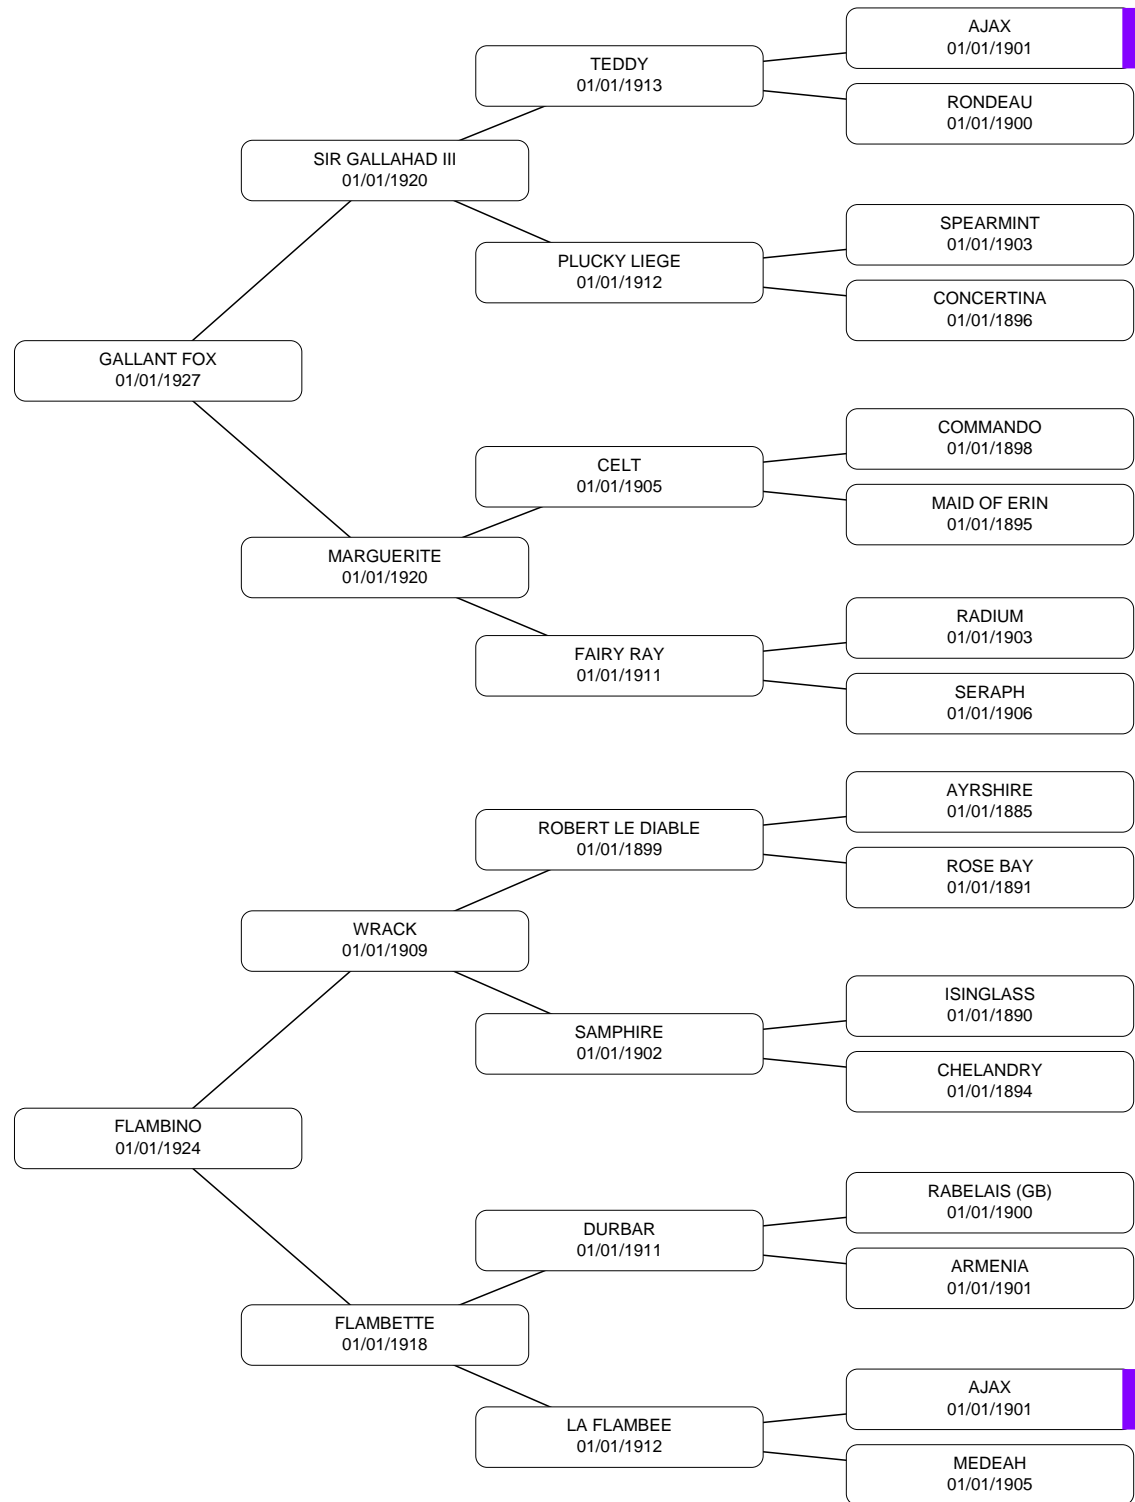 AJAX
01/01/1901
TEDDY
01/01/1913
RONDEAU
01/01/1900
SIR GALLAHAD III
01/01/1920
SPEARMINT
01/01/1903
PLUCKY LIEGE
01/01/1912
CONCERTINA
01/01/1896
GALLANT FOX
01/01/1927
COMMANDO
01/01/1898
CELT
01/01/1905
MAID OF ERIN
01/01/1895
MARGUERITE
01/01/1920
RADIUM
01/01/1903
FAIRY RAY
01/01/1911
SERAPH
01/01/1906
AYRSHIRE
01/01/1885
ROBERT LE DIABLE
01/01/1899
ROSE BAY
01/01/1891
WRACK
01/01/1909
ISINGLASS
01/01/1890
SAMPHIRE
01/01/1902
CHELANDRY
01/01/1894
FLAMBINO
01/01/1924
RABELAIS (GB)
01/01/1900
DURBAR
01/01/1911
ARMENIA
01/01/1901
FLAMBETTE
01/01/1918
AJAX
01/01/1901
LA FLAMBEE
01/01/1912
MEDEAH
01/01/1905